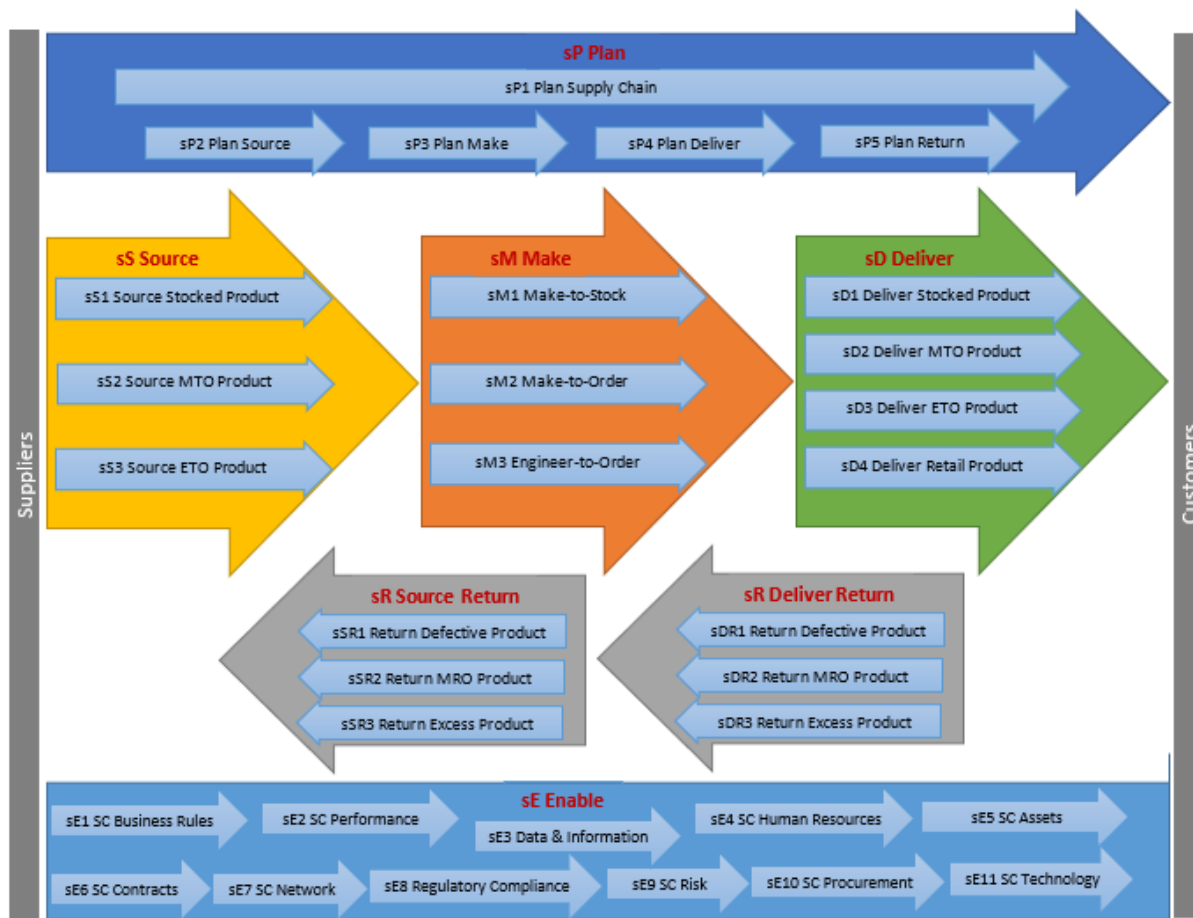 sP Plan
sP1 Plan Supply Chain
sP2 Plan Source
sP3 Plan Make
sP4 Plan Deliver
sP5 Plan Return
Suppliers
sS Source
sS1 Source Stocked Product
sS2 Source MTO Product
sS3 Source ETO Product
sM Make
sM1 Make-to-Stock
sM2 Make-to-Order
sM3 Engineer-to-Order
sD Deliver
sD1 Deliver Stocked Product
sD2 Deliver MTO Product
sD3 Deliver ETO Product
sD4 Deliver Retail Product
Customers
sR Source Return
sSR1 Return Defective Product
sSR2 Return MRO Product
sSR3 Return Excess Product
sR Deliver Return
sDR1 Return Defective Product
sDR2 Return MRO Product
sDR3 Return Excess Product
sE Enable
sE1 SC Business Rules
sE2 SC Performance
sE3 Data & Information
sE4 SC Human Resources
sE5 SC Assets
sE6 SC Contracts
sE7 SC Network
sE8 Regulatory Compliance
sE9 SC Risk
sE10 SC Procurement
sE11 SC Technology